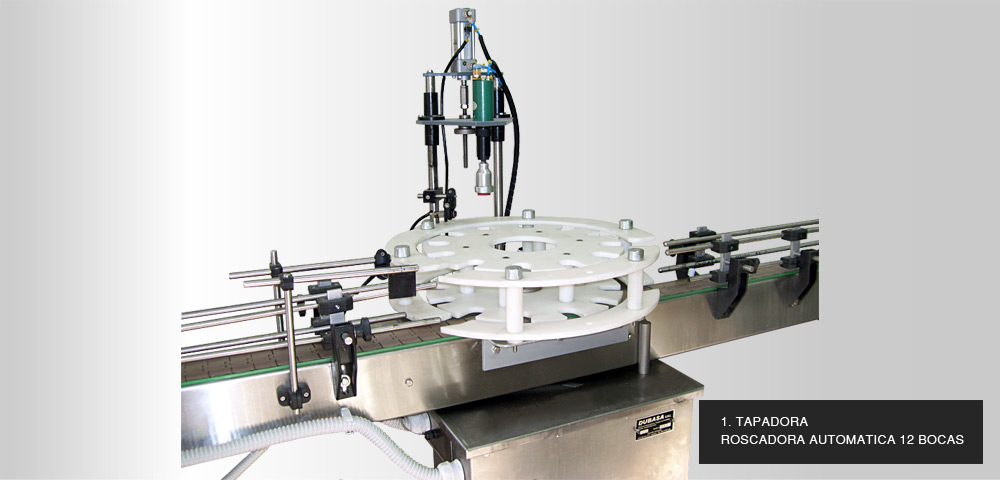 DUBASA S.R.L.
1. TAPADORA
ROSCADORA AUTOMATICA 12 BOCAS